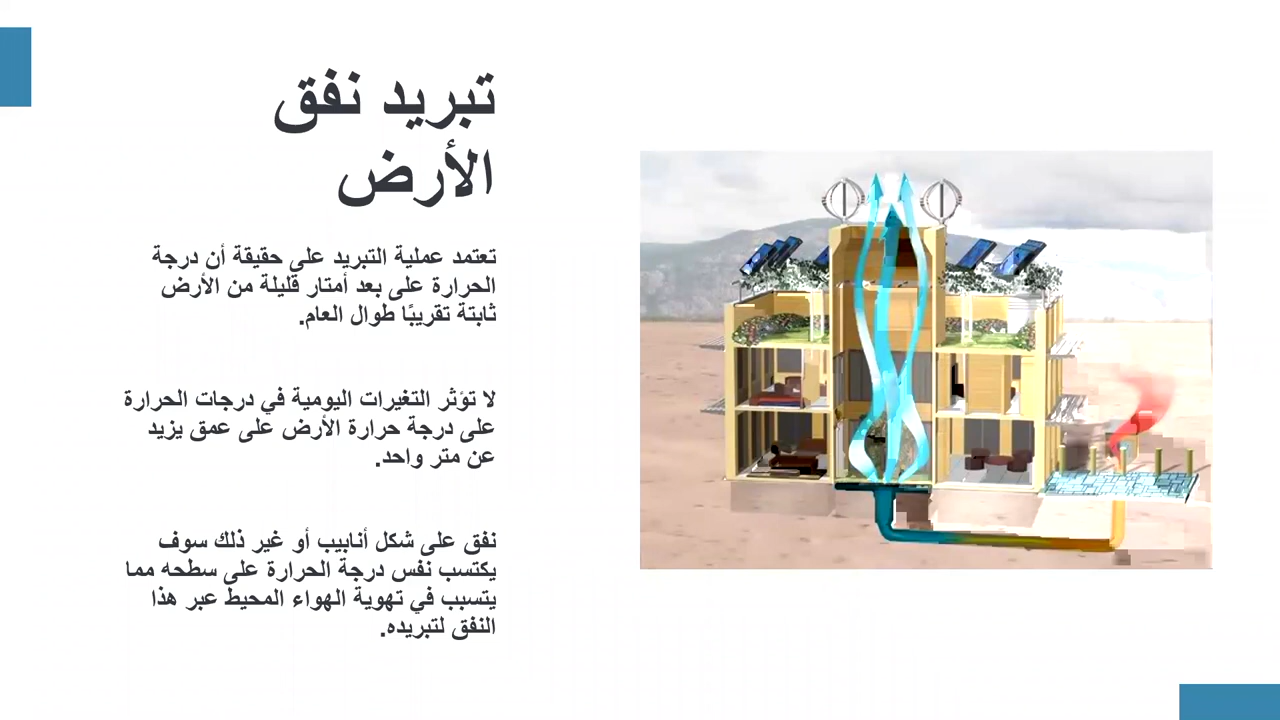 تبريد نفق
الأرض
تعتمد عملية التبريد على حقيقة أن درجة
الحرارة على بعد أمتار قليلة من الأرض
ثابتة تقريبًا طوال العام.
لا تؤثر التغيرات اليومية في درجات الحرارة
على درجة حرارة الأرض على عمق يزيد
عن متر واحد.
نفق على شكل أنابيب أو غير ذلك سوف
يكتسب نفس درجة الحرارة على سطحه مما
يتسبب في تهوية الهواء المحيط عبر هذا
النفق لتبريده.